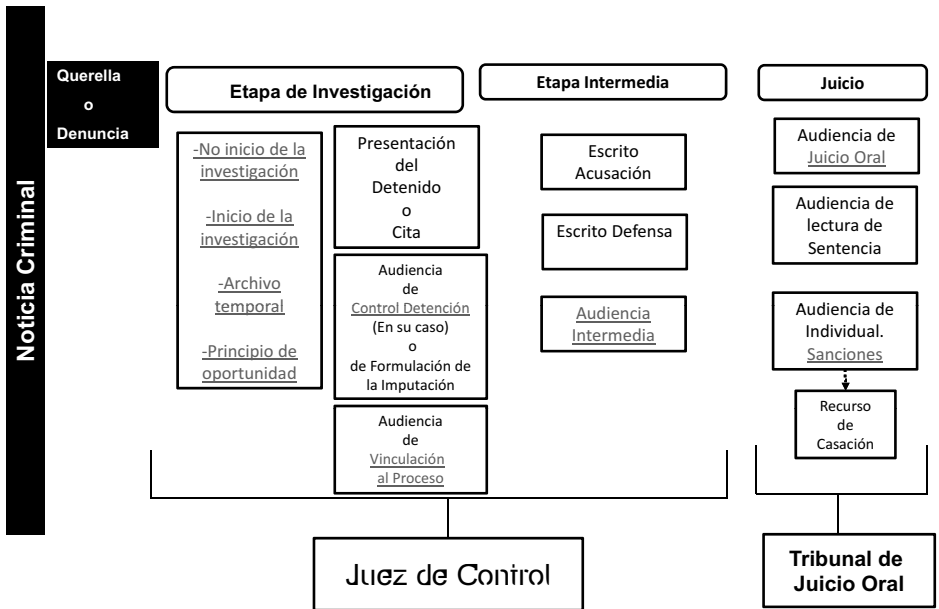 Noticia Criminal
Querella
o
Denuncia
Etapa de Investigación
-No inicio de la
investigación
-Inicio de la
investigación
-Archivo
temporal
-Principio de
oportunidad
Presentación
del
Detenido
o
Cita
Audiencia
de
Control Detención
(En su caso)
o
de Formulación de
la Imputación
Audiencia
de
Vinculación
al Proceso
Etapa Intermedia
Escrito
Acusación
Escrito Defensa
Audiencia
Intermedia
Juicio
Audiencia de
Juicio Oral
Audiencia de
lectura de
Sentencia
Audiencia de
Individual.
Sanciones
Recurso
de
Casación
Juez de Control
Tribunal de
Juicio Oral